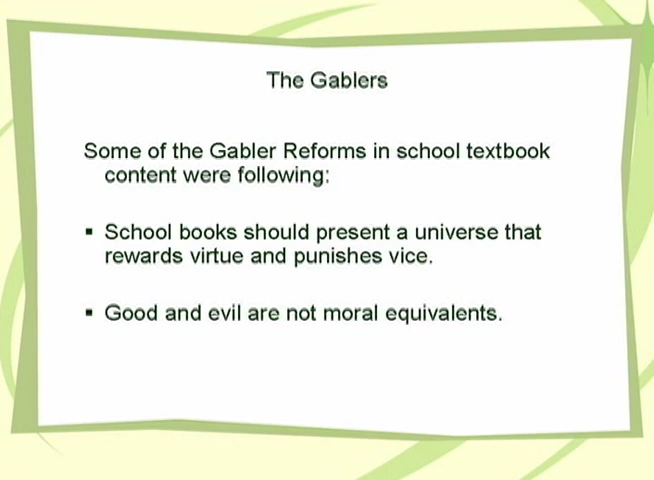 The Gablers
Some of the Gabler Reforms in school textbook
content were following:
▪ School books should present a universe that
rewards virtue and punishes vice.
▪ Good and evil are not moral equivalents.